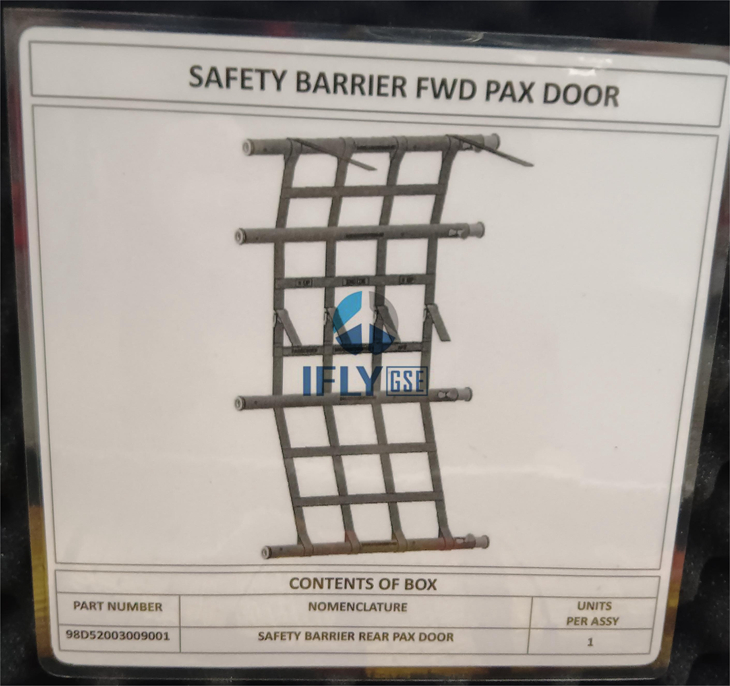 SAFETY BARRIER FWD PAX DOOR
IFLY GSE
CONTENTS OF BOX
PART NUMBER NOMENCLATURE UNITS PER ASSY
98D52003009001 SAFETY BARRIER REAR PAX DOOR 1